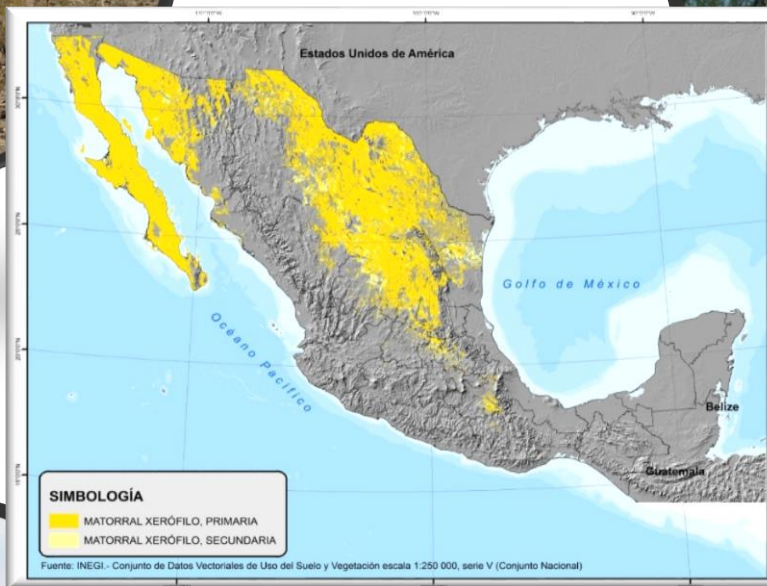 Estados Unidos de América
Golfo de México
Océano Pacífico
Belize
Guatemala
SIMBOLOGÍA
MATORRAL XERÓFILO, PRIMARIA
MATORRAL XERÓFILO, SECUNDARIA
Fuente: INEGI.- Conjunto de Datos Vectoriales de Uso del Suelo y Vegetación escala 1:250 000, serie V (Conjunto Nacional)